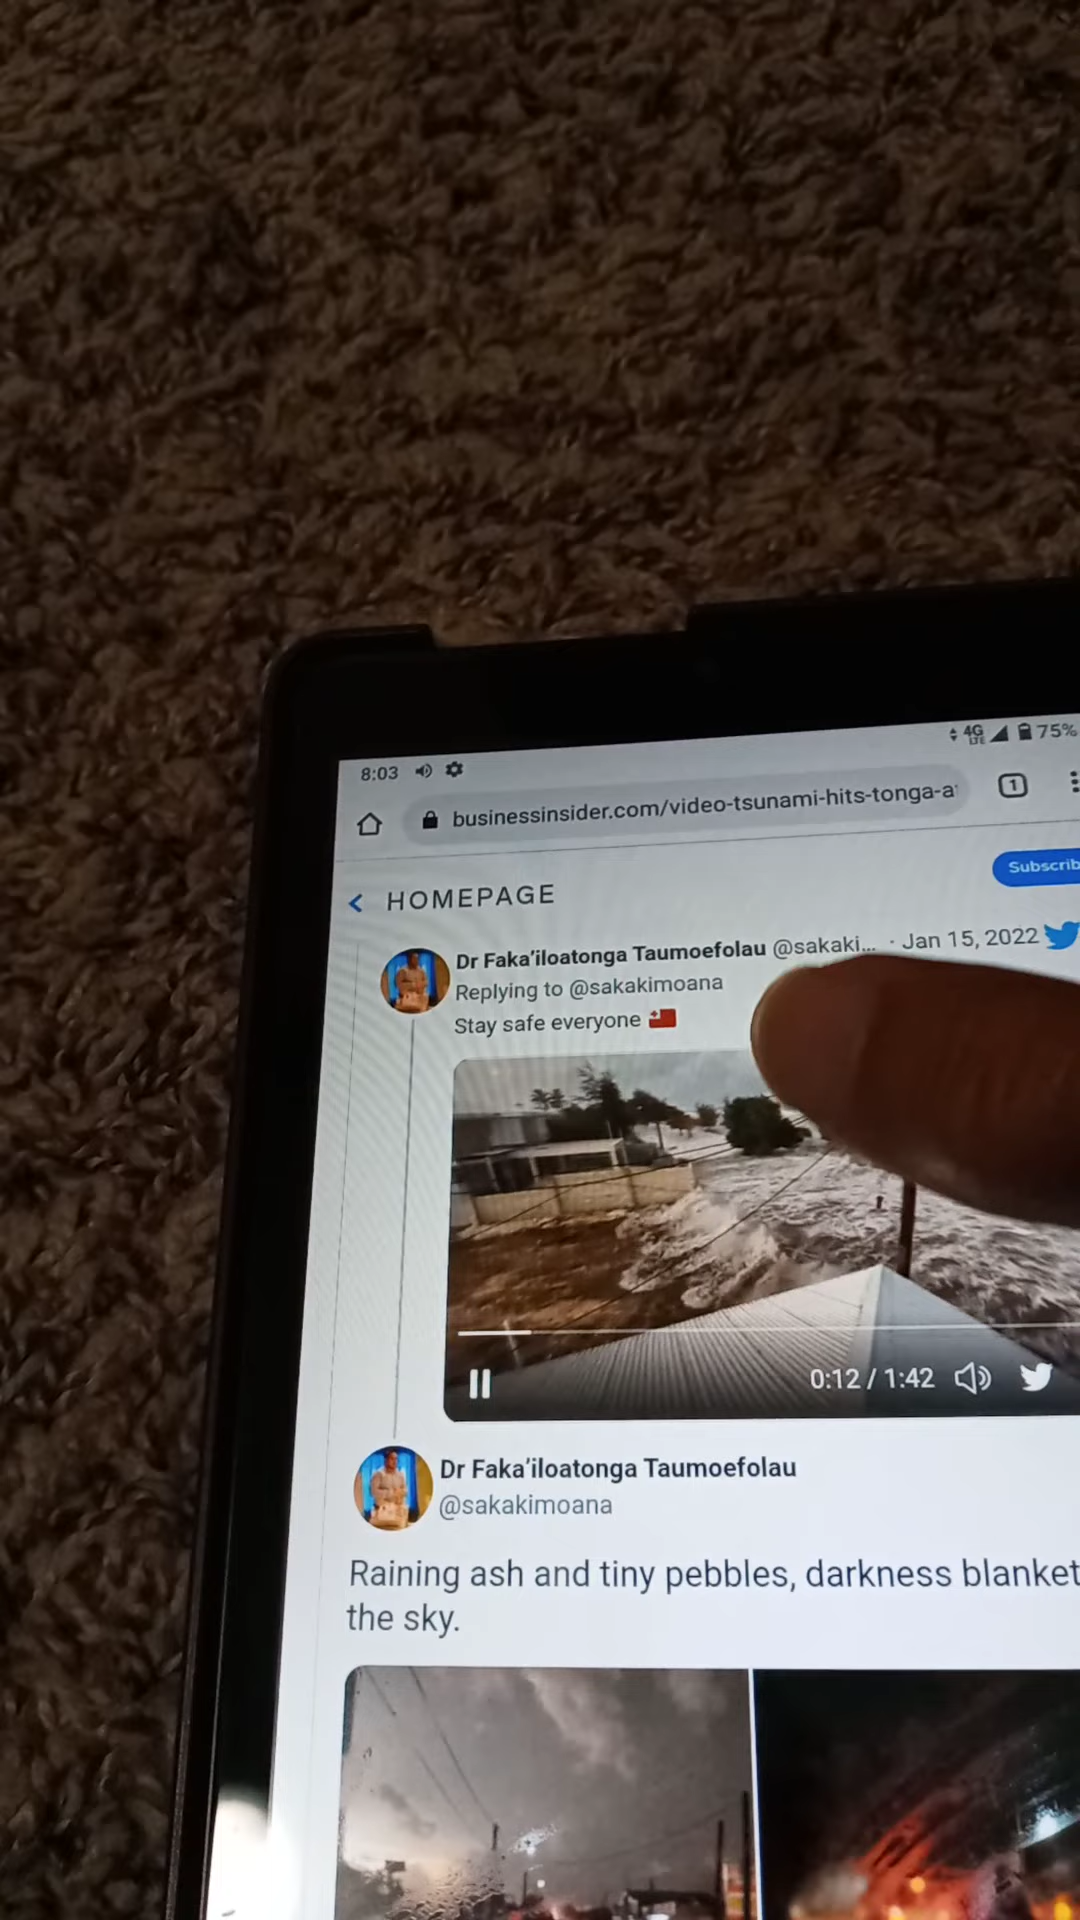 8:03 4G LTE 75%
businessinsider.com/video-tsunami-hits-tonga-a
1
Subscrib
< HOMEPAGE
Dr Faka'iloatonga Taumoefolau @sakaki... · Jan 15, 2022
Replying to @sakakimoana
Stay safe everyone 🇹🇴
0:12 / 1:42
Dr Faka'iloatonga Taumoefolau
@sakakimoana
Raining ash and tiny pebbles, darkness blanket
the sky.